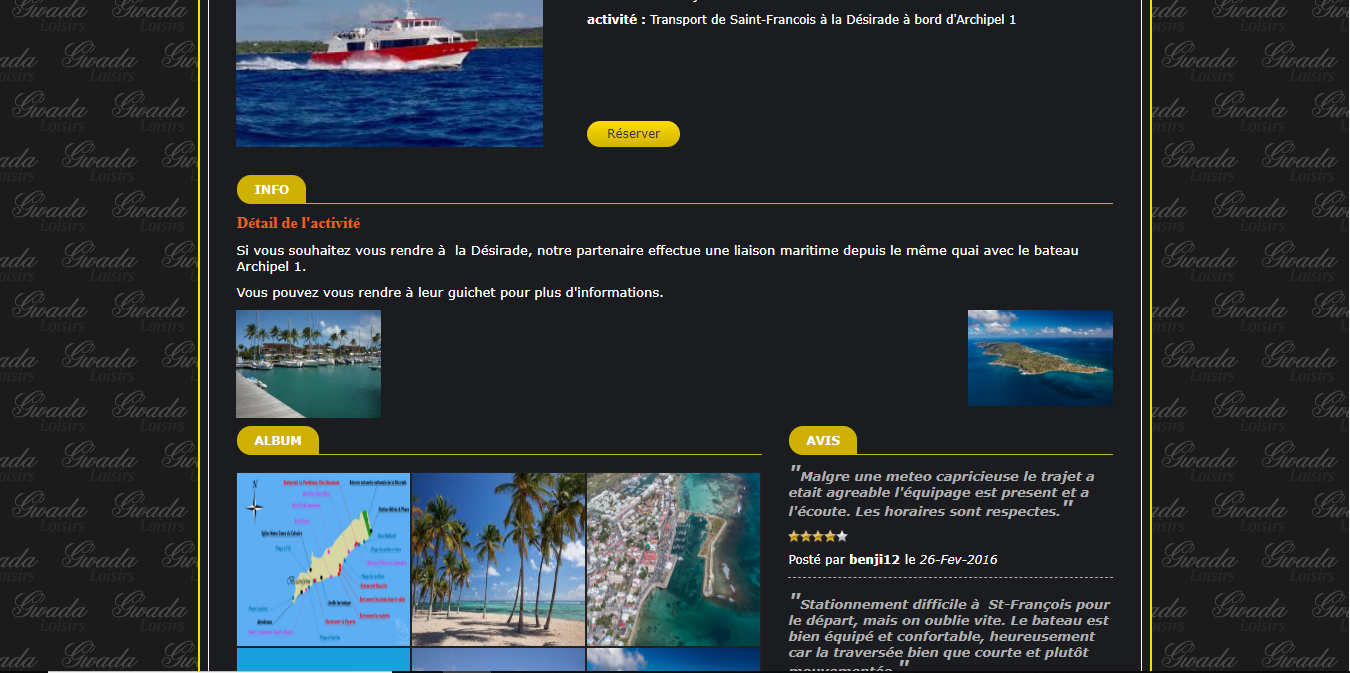 activité : Transport de Saint-Francois à la Désirade à bord d'Archipel 1
Réserver
INFO
Détail de l'activité
Si vous souhaitez vous rendre à  la Désirade, notre partenaire effectue une liaison maritime depuis le même quai avec le bateau
Archipel 1.
Vous pouvez vous rendre à leur guichet pour plus d'informations.
ALBUM
AVIS
"Malgre une meteo capricieuse le trajet a
etait agreable l'équipage est present et a
l'écoute. Les horaires sont respectes."
Posté par benji12 le 26-Fev-2016
"Stationnement difficile à  St-François pour
le départ, mais on oublie vite. Le bateau est
bien équipé et confortable, heureusement
car la traversée bien que courte et plutôt
mouvementée "
Gwada
Loisirs